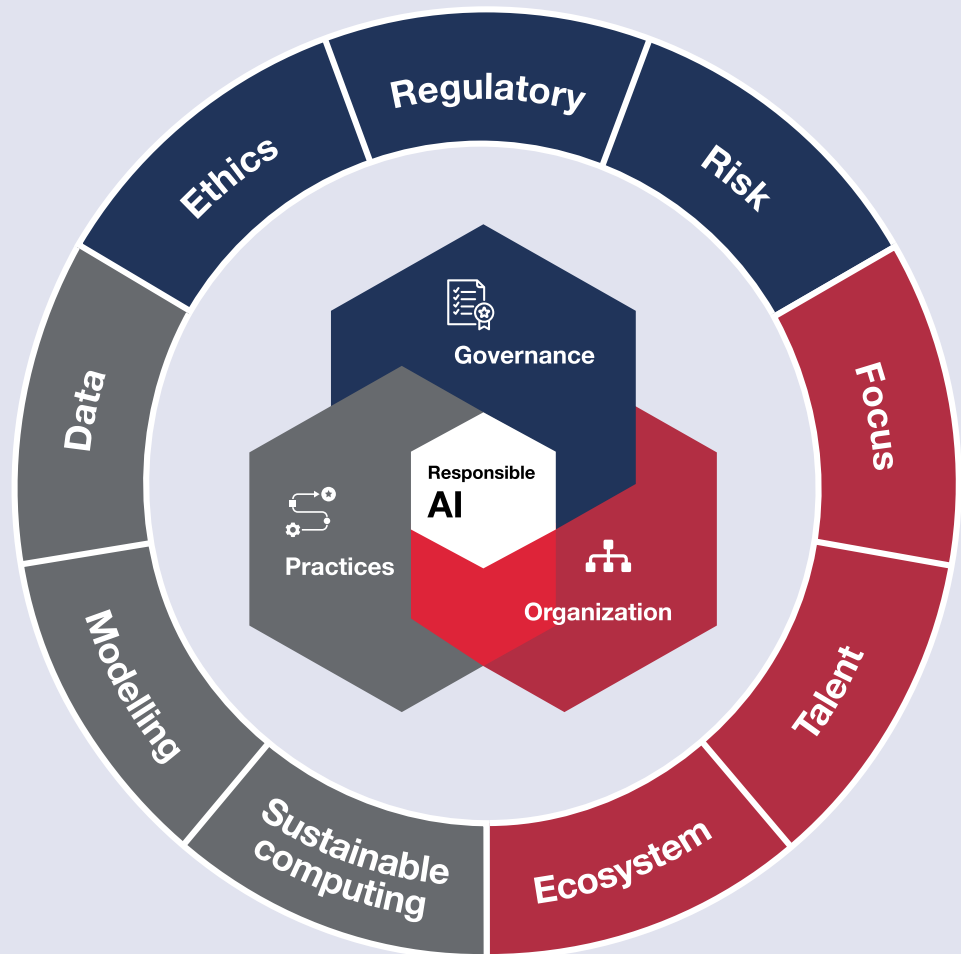 Regulatory
Risk
Focus
Talent
Ecosystem
Sustainable
computing
Modelling
Data
Ethics
Governance
Responsible
AI
Practices
Organization